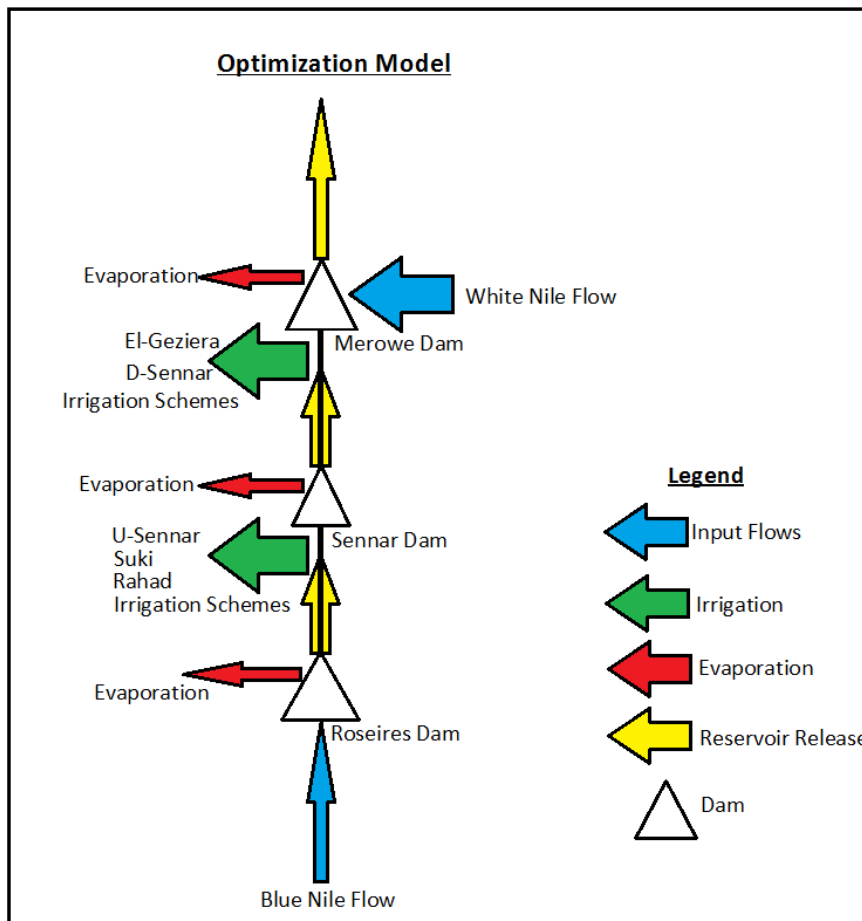 Optimization Model
Evaporation
White Nile Flow
El-Geziera
Merowe Dam
D-Sennar
Irrigation Schemes
Evaporation
U-Sennar
Sennar Dam
Suki
Rahad
Irrigation Schemes
Evaporation
Roseires Dam
Blue Nile Flow
Legend
Input Flows
Irrigation
Evaporation
Reservoir Release
Dam